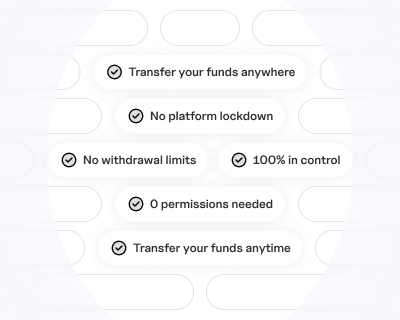 Transfer your funds anywhere
No platform lockdown
No withdrawal limits
100% in control
0 permissions needed
Transfer your funds anytime